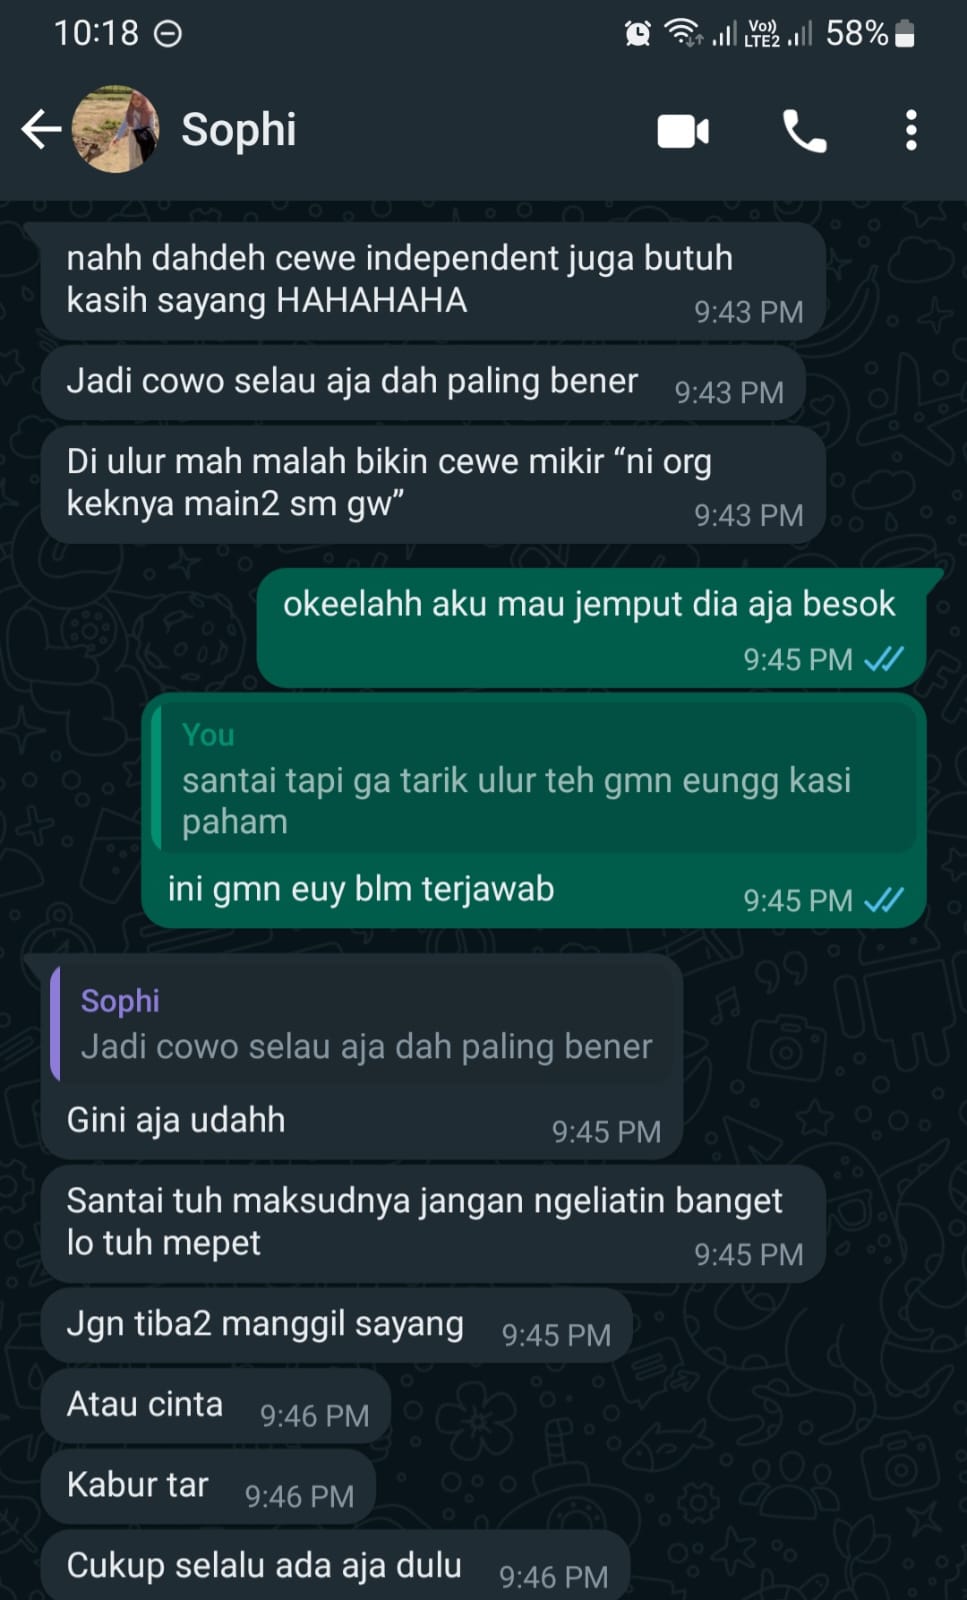 10:18
Vo))
LTE2
58%
Sophi
nahh dahdeh cewe independent juga butuh
kasih sayang HAHAHAHA
9:43 PM
Jadi cowo selau aja dah paling bener
9:43 PM
Di ulur mah malah bikin cewe mikir “ni org
keknya main2 sm gw”
9:43 PM
okeelahh aku mau jemput dia aja besok
9:45 PM
You
santai tapi ga tarik ulur teh gmn eungg kasi
paham
ini gmn euy blm terjawab
9:45 PM
Sophi
Jadi cowo selau aja dah paling bener
Gini aja udahh
9:45 PM
Santai tuh maksudnya jangan ngeliatin banget
lo tuh mepet
9:45 PM
Jgn tiba2 manggil sayang
9:45 PM
Atau cinta
9:46 PM
Kabur tar
9:46 PM
Cukup selalu ada aja dulu
9:46 PM